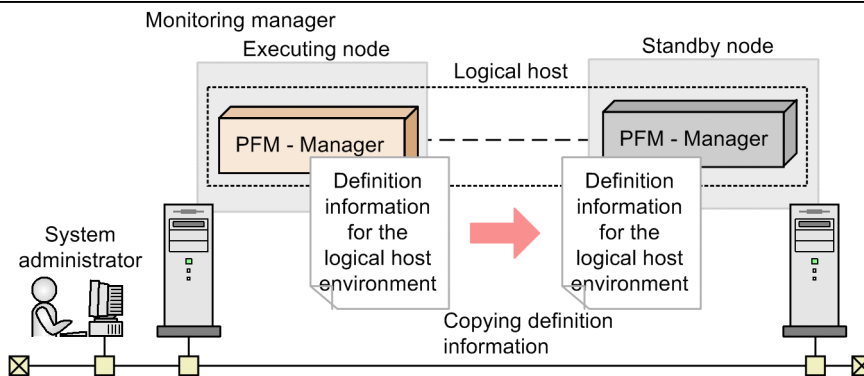 Monitoring manager
Executing node
Standby node
Logical host
PFM - Manager
PFM - Manager
Definition
information
for the
logical host
environment
Definition
information
for the
logical host
environment
System
administrator
Copying definition
information